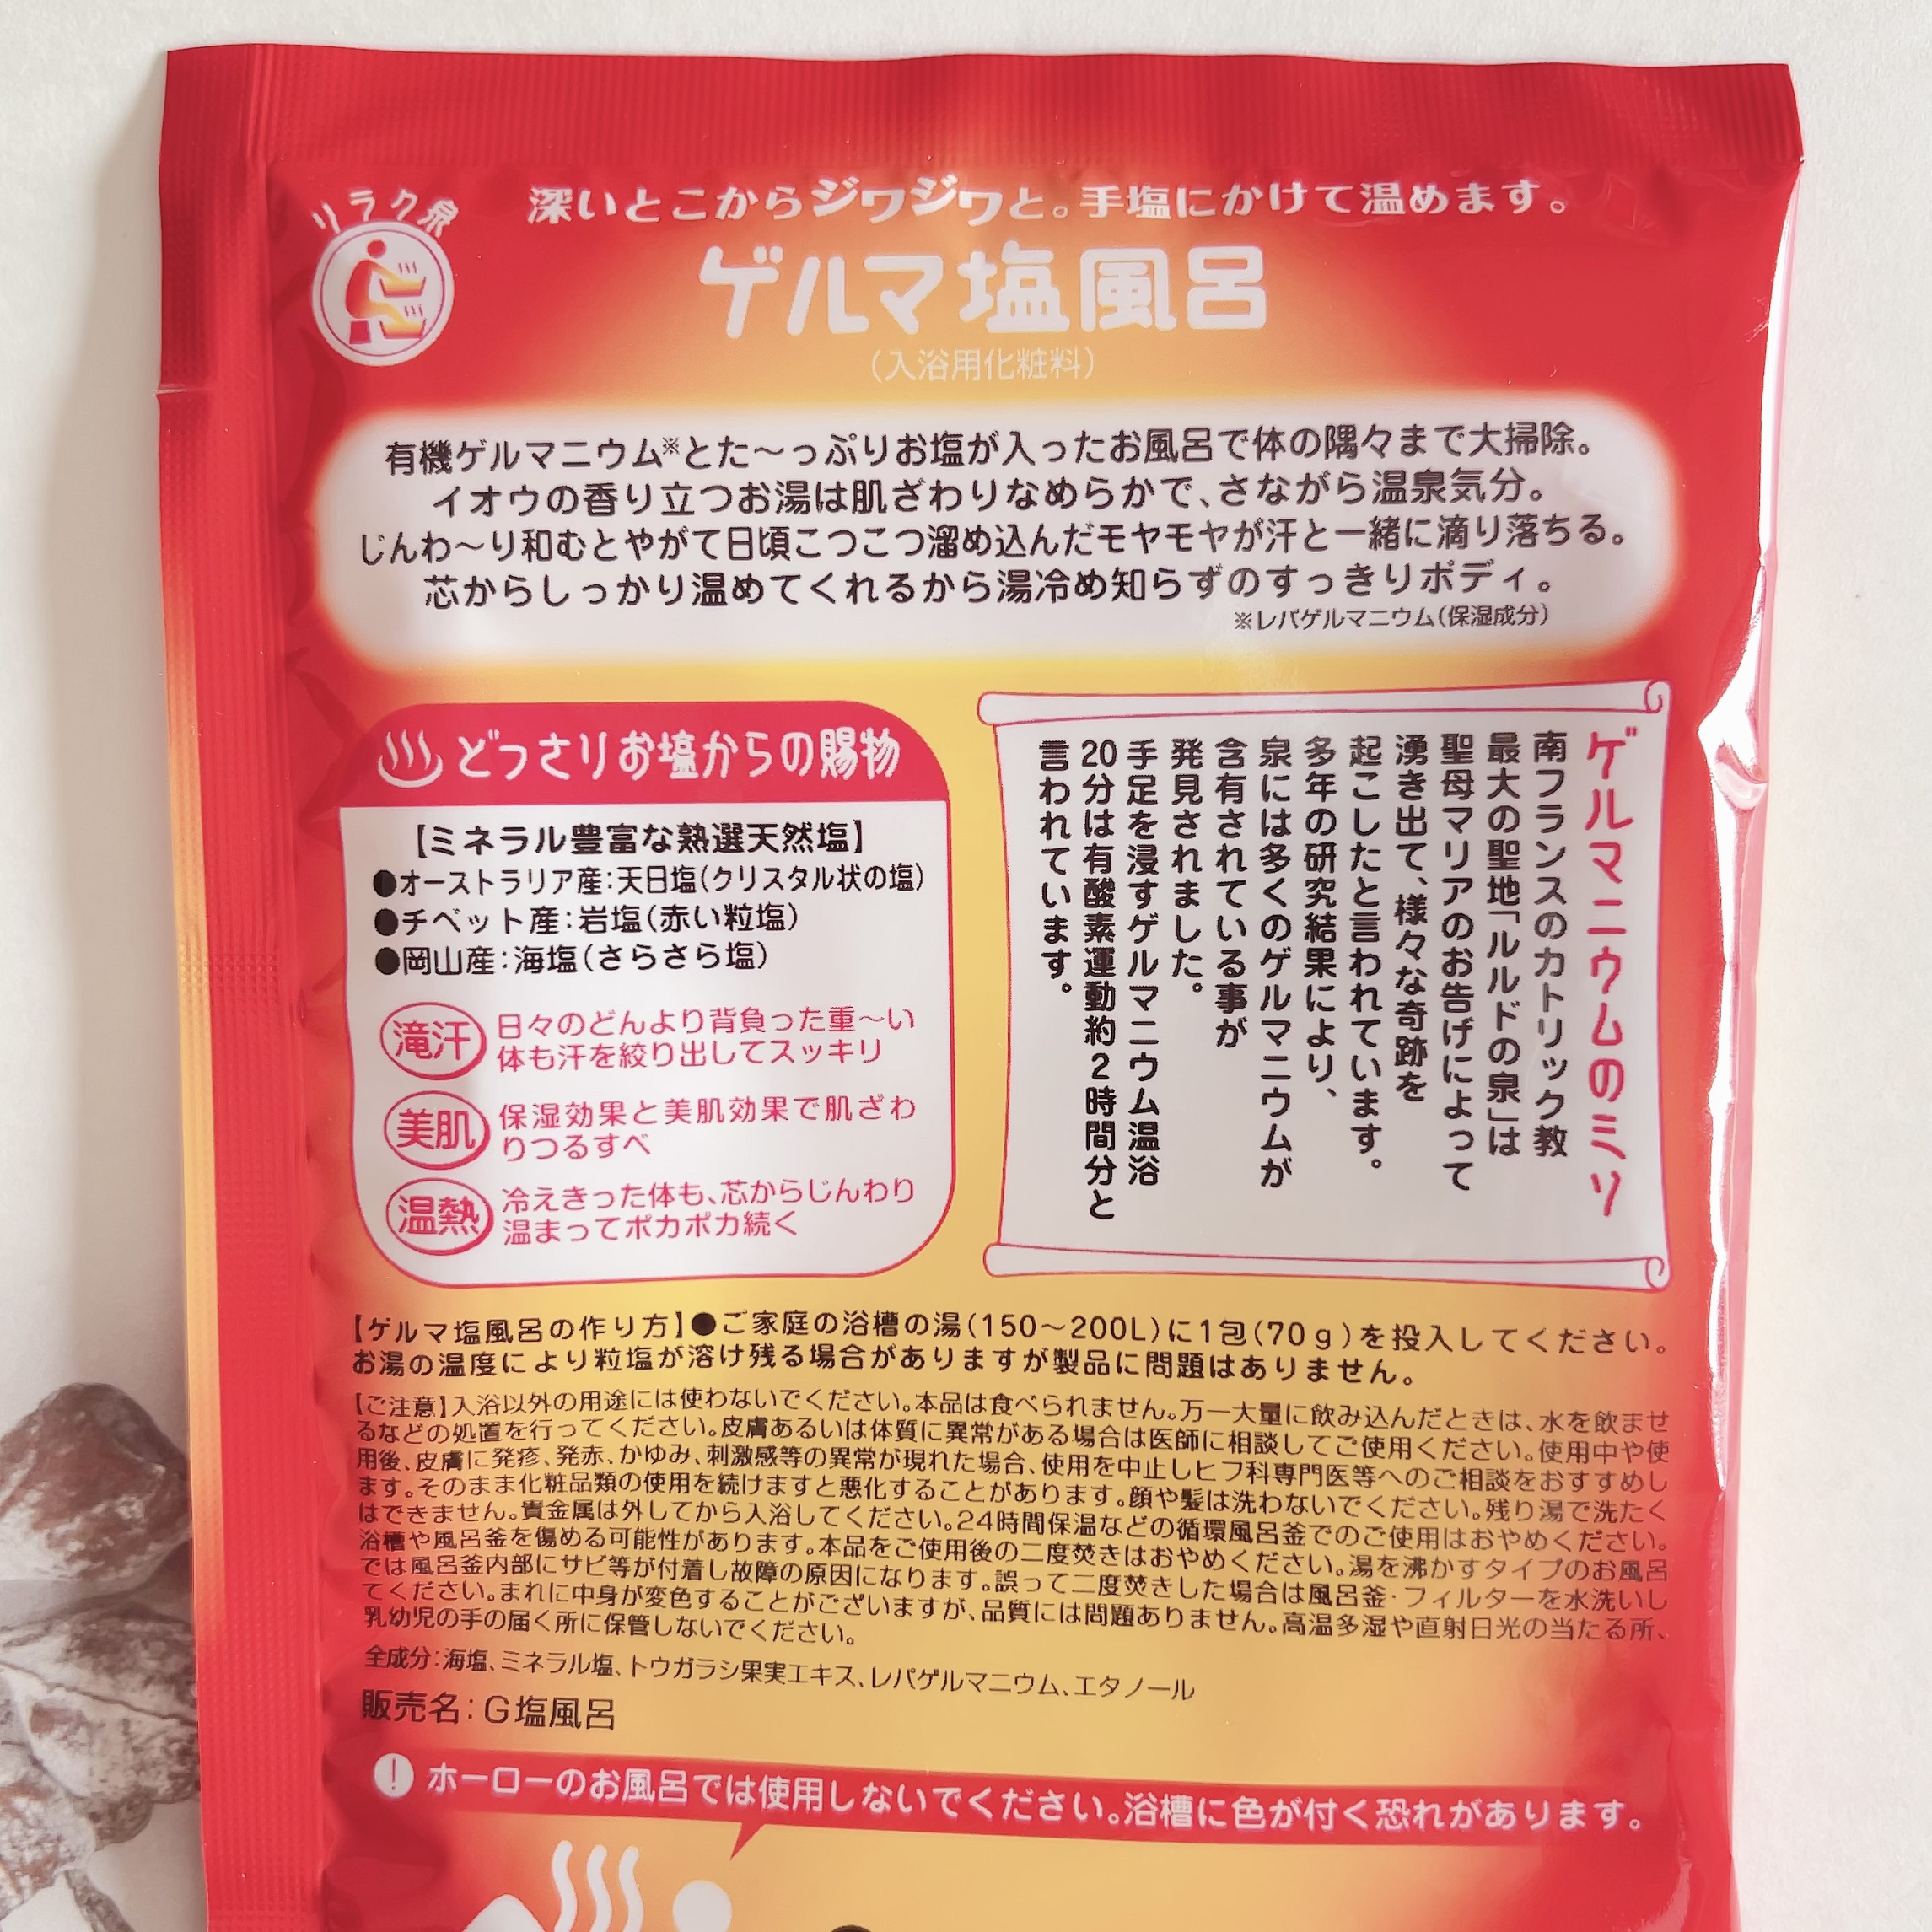 リラク泉
深いとこからジワジワと。手塩にかけて温めます。
ゲルマ塩風呂
(入浴用化粧料)
有機ゲルマニウム※とた～っぷりお塩が入ったお風呂で体の隅々まで大掃除。
イオウの香り立つお湯は肌ざわりなめらかで、さながら温泉気分。
じんわ～り和むとやがて日頃こつこつ溜め込んだモヤモヤが汗と一緒に滴り落ちる。
芯からしっかり温めてくれるから湯冷め知らずのすっきりボディ。
※レパゲルマニウム(保湿成分)
どっさりお塩からの賜物
【ミネラル豊富な熟選天然塩】
●オーストラリア産:天日塩(クリスタル状の塩)
●チベット産:岩塩(赤い粒塩)
●岡山産:海塩(さらさら塩)
滝汗
日々のどんより背負った重～い
体も汗を絞り出してスッキリ
美肌
保湿効果と美肌効果で肌ざわ
りつるすべ
温熱
冷えきった体も、芯からじんわり
温まってポカポカ続く
ゲルマニウムのミソ
南フランスのカトリック教
最大の聖地「ルルドの泉」は
聖母マリアのお告げによって
湧き出て、様々な奇跡を
起こしたと言われています。
多年の研究結果により、
泉には多くのゲルマニウムが
含有されている事が
発見されました。
手足を浸すゲルマニウム温浴
20分は有酸素運動約2時間分と
言われています。
【ゲルマ塩風呂の作り方】●ご家庭の浴槽の湯(150～200L)に1包(70g)を投入してください。
お湯の温度により粒塩が溶け残る場合がありますが製品に問題はありません。
【ご注意】入浴以外の用途には使わないでください。本品は食べられません。万一大量に飲み込んだときは、水を飲ませ
るなどの処置を行ってください。皮膚あるいは体質に異常がある場合は医師に相談してご使用ください。使用中や使
用後、皮膚に発疹、発赤、かゆみ、刺激感等の異常が現れた場合、使用を中止しヒフ科専門医等へのご相談をおすすめし
ます。そのまま化粧品類の使用を続けますと悪化することがあります。顔や髪は洗わないでください。残り湯で洗たく
はできません。貴金属は外してから入浴してください。24時間保温などの循環風呂釜でのご使用はおやめください。
浴槽や風呂釜を傷める可能性があります。本品をご使用後の二度焚きはおやめください。湯を沸かすタイプのお風呂
では風呂釜内部にサビ等が付着し故障の原因になります。誤って二度焚きした場合は風呂釜・フィルターを水洗いし
てください。まれに中身が変色することがございますが、品質には問題ありません。高温多湿や直射日光の当たる所、
乳幼児の手の届く所に保管しないでください。
全成分:海塩、ミネラル塩、トウガラシ果実エキス、レパゲルマニウム、エタノール
販売名:G塩風呂
! ホーローのお風呂では使用しないでください。浴槽に色が付く恐れがあります。